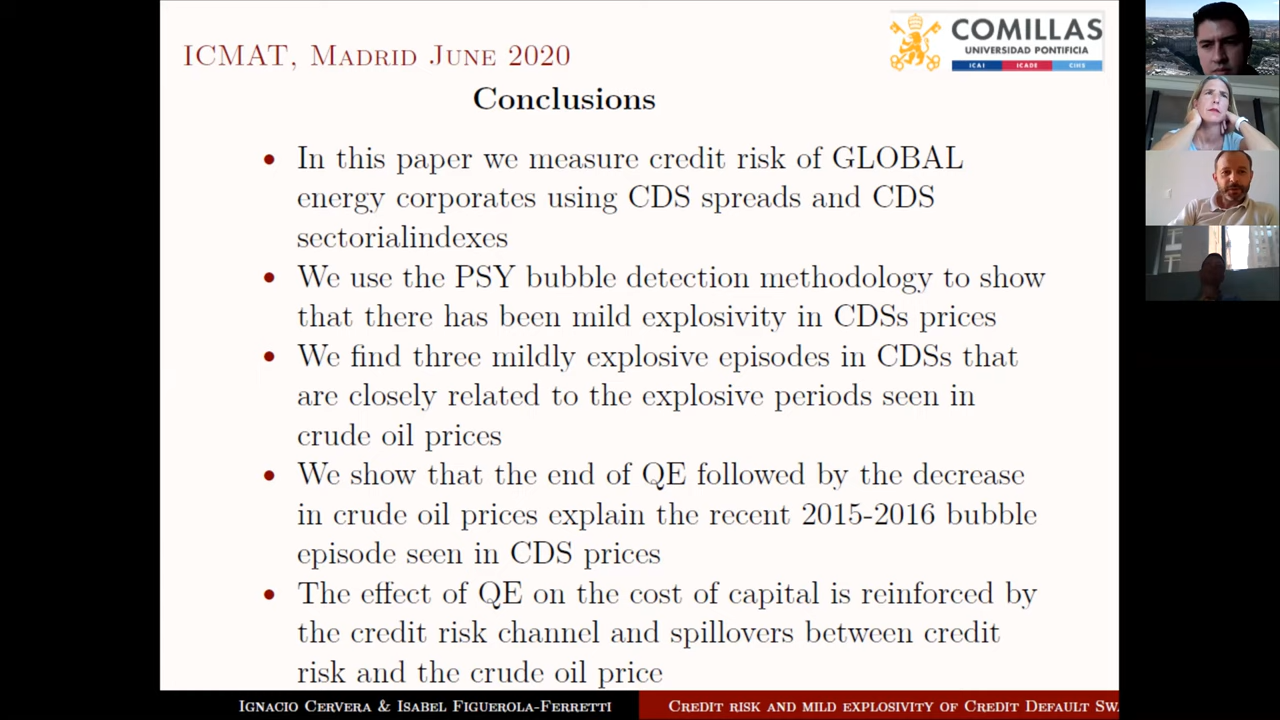 ICMAT, Madrid June 2020
COMILLAS
UNIVERSIDAD PONTIFICIA
ICAI ICADE CIHS
Conclusions
• In this paper we measure credit risk of GLOBAL
energy corporates using CDS spreads and CDS
sectorialindexes
• We use the PSY bubble detection methodology to show
that there has been mild explosivity in CDSs prices
• We find three mildly explosive episodes in CDSs that
are closely related to the explosive periods seen in
crude oil prices
• We show that the end of QE followed by the decrease
in crude oil prices explain the recent 2015-2016 bubble
episode seen in CDS prices
• The effect of QE on the cost of capital is reinforced by
the credit risk channel and spillovers between credit
risk and the crude oil price
Ignacio Cervera & Isabel Figuerola-Ferretti
Credit risk and mild explosivity of Credit Default Swa